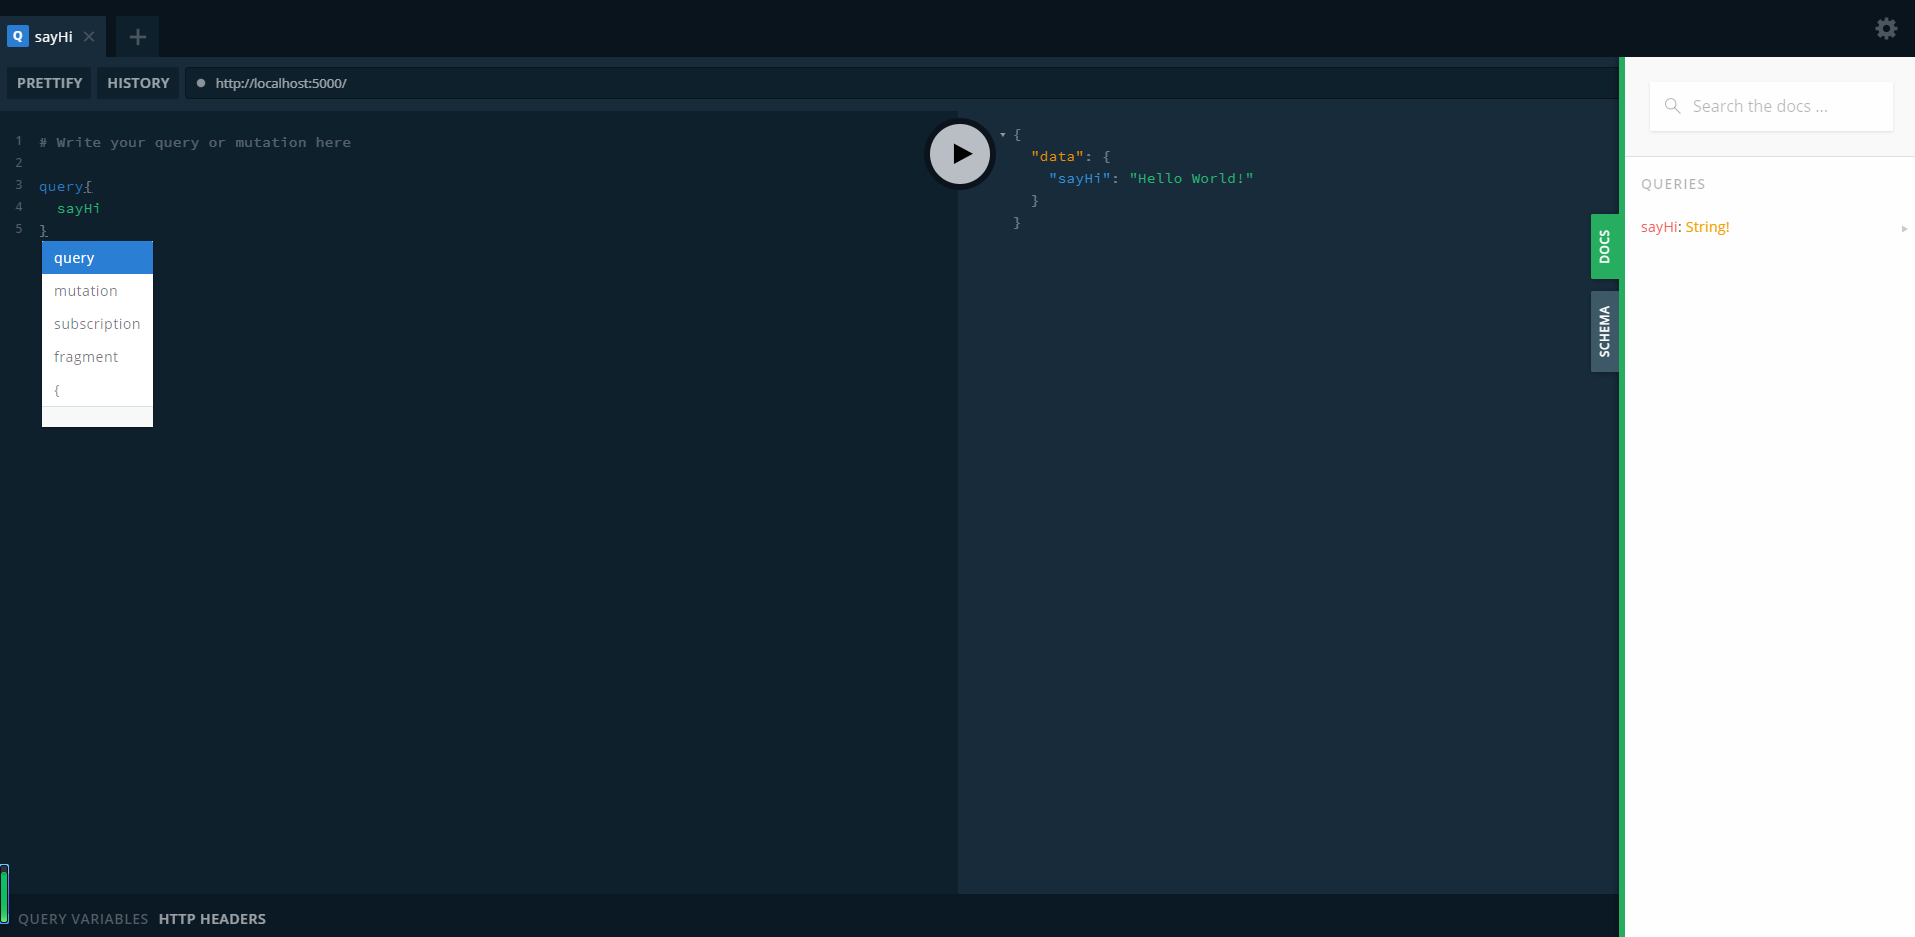 Q sayHi
PRETTIFY HISTORY http://localhost:5000/
1 # Write your query or mutation here
2
3 query{
4   sayHi
5 }
query
mutation
subscription
fragment
{
{
"data": {
"sayHi": "Hello World!"
}
}
DOCS
SCHEMA
Search the docs ...
QUERIES
sayHi: String!
QUERY VARIABLES HTTP HEADERS